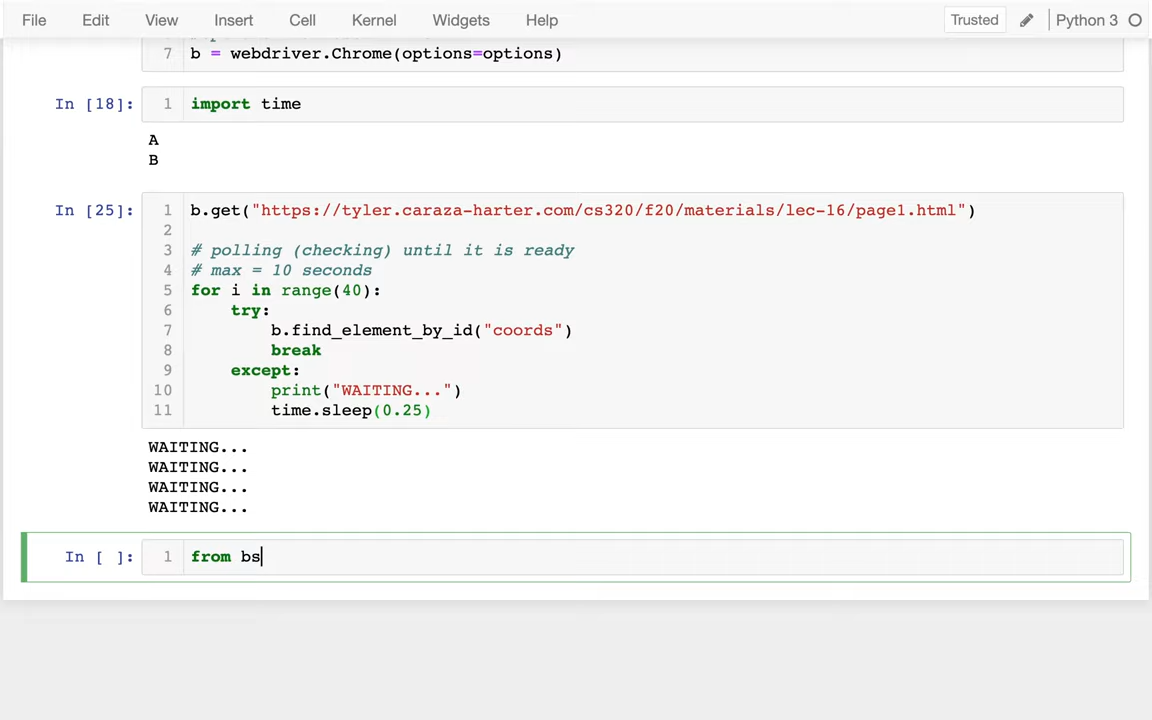 File Edit View Insert Cell Kernel Widgets Help Trusted Python 3
7 b = webdriver.Chrome(options=options)
In [18]: 1 import time
A
B
In [25]: 1 b.get("https://tyler.caraza-harter.com/cs320/f20/materials/lec-16/page1.html")
2
3 # polling (checking) until it is ready
4 # max = 10 seconds
5 for i in range(40):
6 try:
7 b.find_element_by_id("coords")
8 break
9 except:
10 print("WAITING...")
11 time.sleep(0.25)
WAITING...
WAITING...
WAITING...
WAITING...
In [ ]: 1 from bs